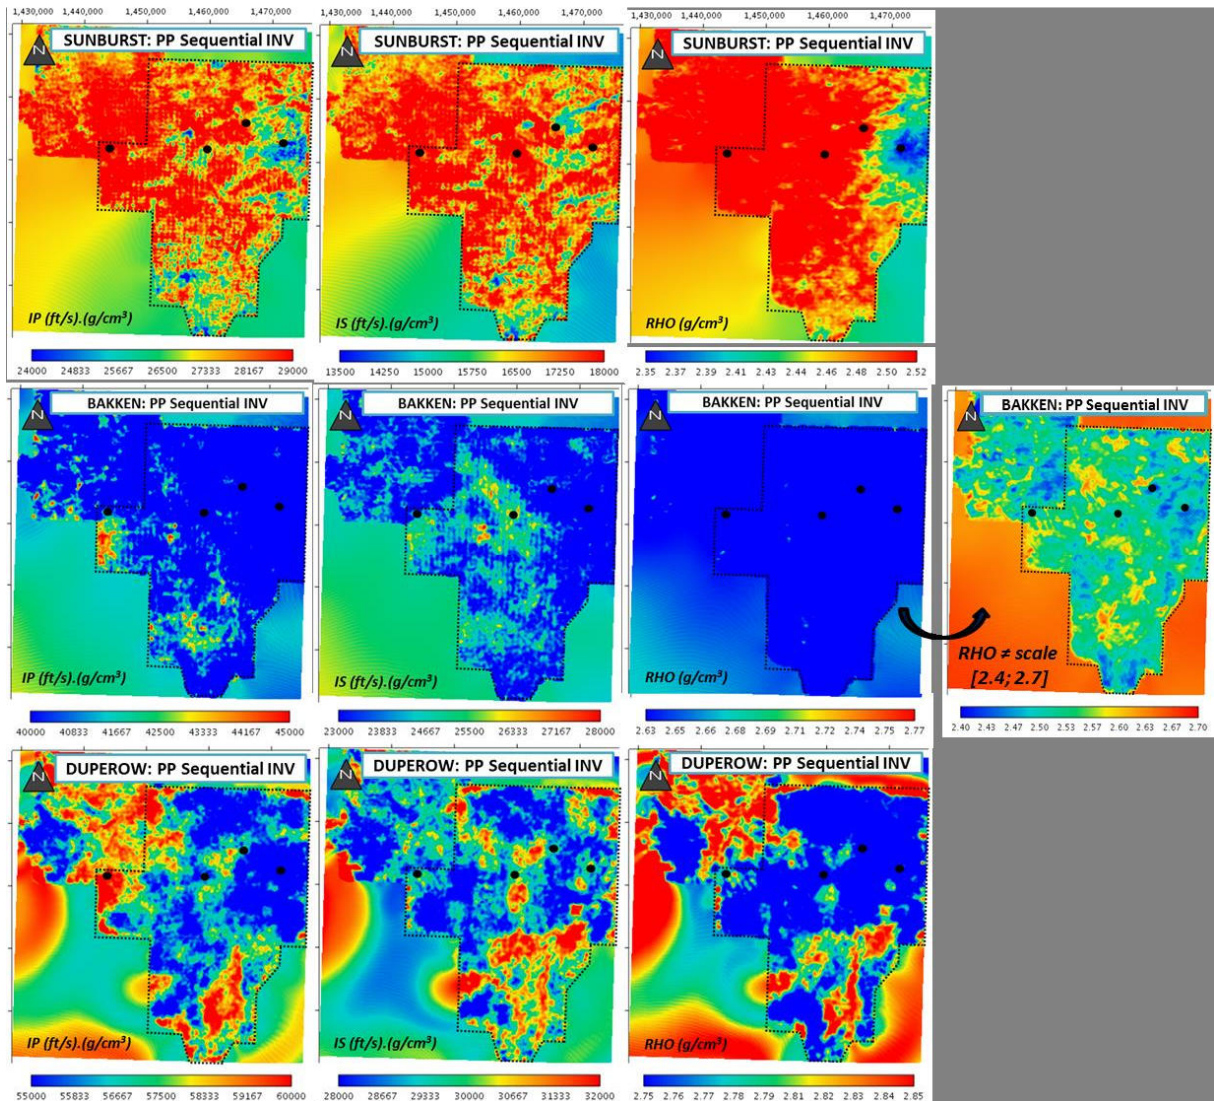 1,430,000 1,440,000 1,450,000 1,460,000 1,470,000
1,430,000 1,440,000 1,450,000 1,460,000 1,470,000
1,430,000 1,440,000 1,450,000 1,460,000 1,470,000
N
SUNBURST: PP Sequential INV
IP (ft/s).(g/cm³)
24000 24833 25667 26500 27333 28167 29000
N
SUNBURST: PP Sequential INV
IS (ft/s).(g/cm³)
13500 14250 15000 15750 16500 17250 18000
N
SUNBURST: PP Sequential INV
RHO (g/cm³)
2.35 2.37 2.39 2.41 2.43 2.44 2.46 2.48 2.50 2.52
N
BAKKEN: PP Sequential INV
IP (ft/s).(g/cm³)
40000 40833 41667 42500 43333 44167 45000
N
BAKKEN: PP Sequential INV
IS (ft/s).(g/cm³)
23000 23833 24667 25500 26333 27167 28000
N
BAKKEN: PP Sequential INV
RHO (g/cm³)
2.63 2.65 2.66 2.68 2.69 2.71 2.72 2.74 2.75 2.77
N
BAKKEN: PP Sequential INV
RHO ≠ scale
[2.4; 2.7]
2.40 2.43 2.47 2.50 2.53 2.57 2.60 2.63 2.67 2.70
N
DUPEROW: PP Sequential INV
IP (ft/s).(g/cm³)
55000 55833 56667 57500 58333 59167 60000
N
DUPEROW: PP Sequential INV
IS (ft/s).(g/cm³)
28000 28667 29333 30000 30667 31333 32000
N
DUPEROW: PP Sequential INV
RHO (g/cm³)
2.75 2.76 2.77 2.78 2.79 2.81 2.82 2.83 2.84 2.85